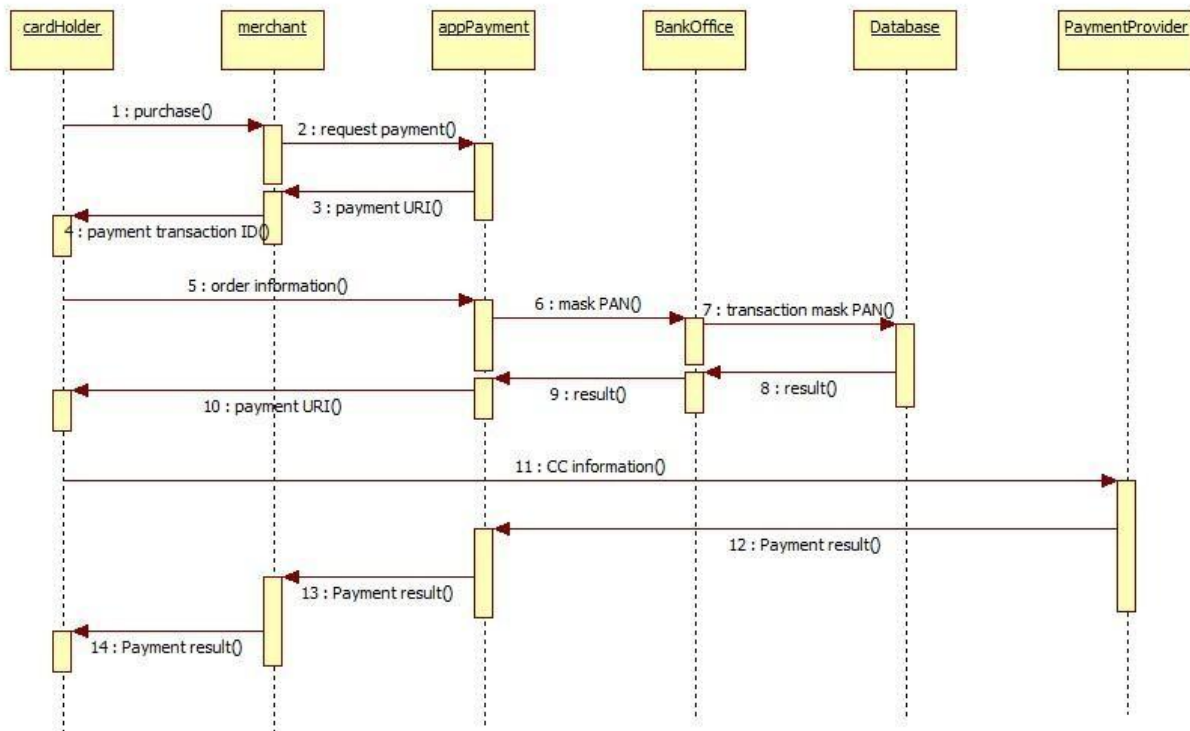 cardHolder
merchant
appPayment
BankOffice
Database
PaymentProvider
1 : purchase()
2 : request payment()
3 : payment URI()
4 : payment transaction ID()
5 : order information()
6 : mask PAN()
7 : transaction mask PAN()
8 : result()
9 : result()
10 : payment URI()
11 : CC information()
12 : Payment result()
13 : Payment result()
14 : Payment result()